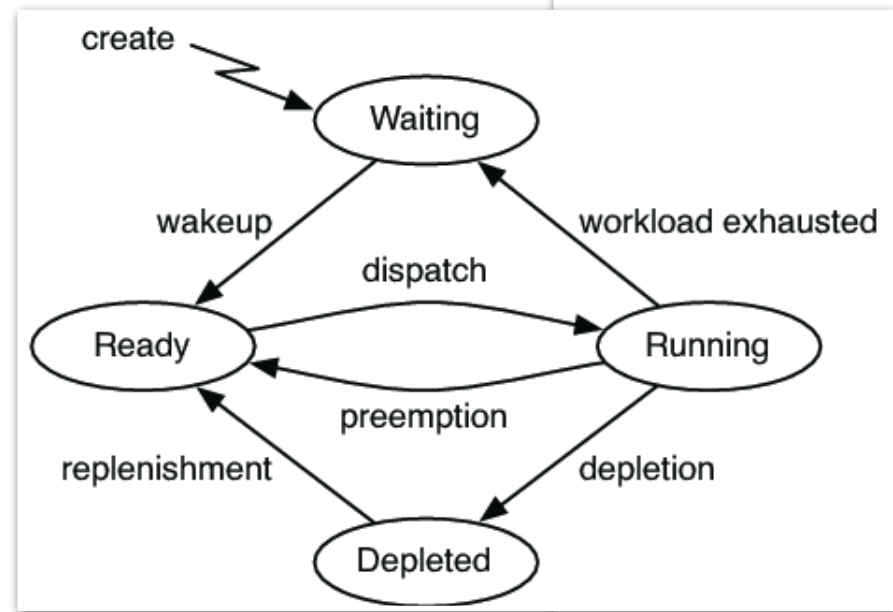 create
Waiting
wakeup
workload exhausted
dispatch
Ready
Running
preemption
replenishment
depletion
Depleted